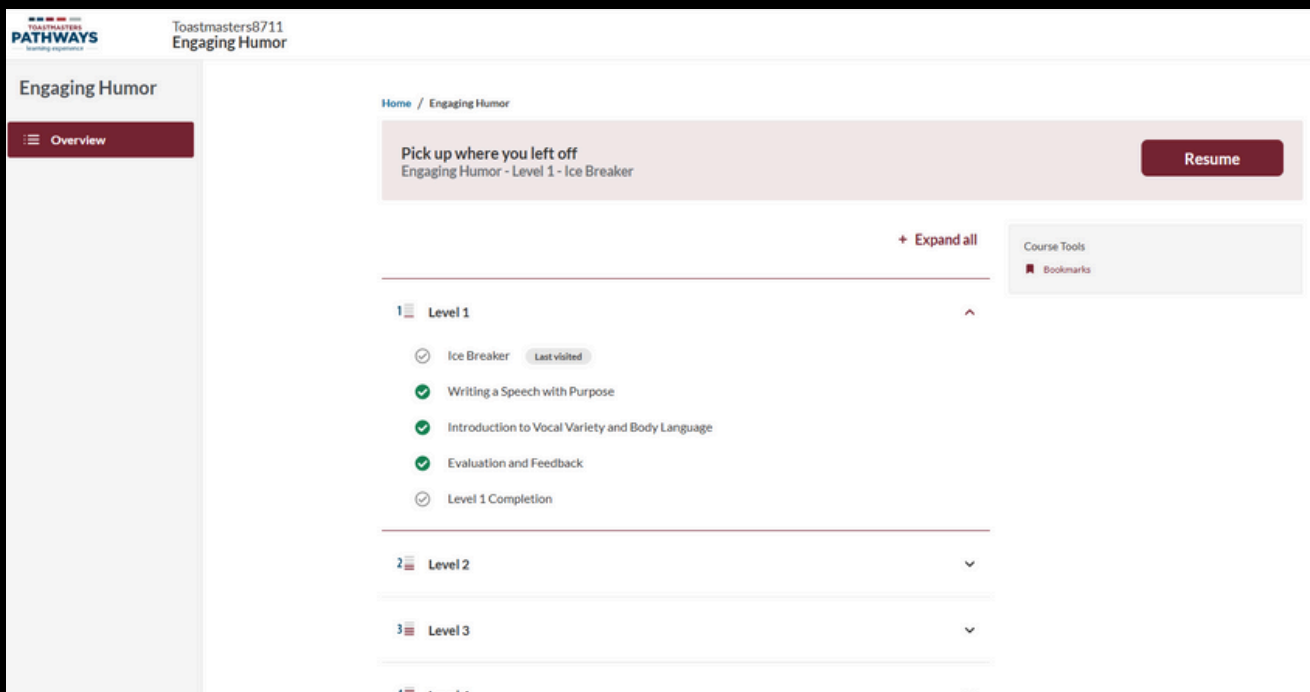 TOASTMASTERS
PATHWAYS
learning experience
Toastmasters8711
Engaging Humor
Engaging Humor
Overview
Home / Engaging Humor
Pick up where you left off
Engaging Humor - Level 1 - Ice Breaker
Resume
+ Expand all
Course Tools
Bookmarks
1 Level 1
Ice Breaker Last visited
Writing a Speech with Purpose
Introduction to Vocal Variety and Body Language
Evaluation and Feedback
Level 1 Completion
2 Level 2
3 Level 3